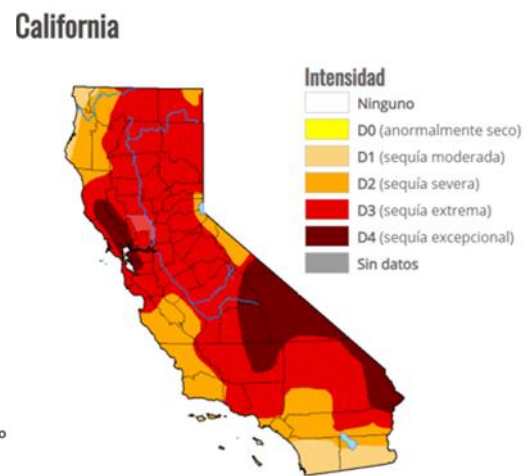 California
Intensidad
Ninguno
D0 (anormalmente seco)
D1 (sequía moderada)
D2 (sequía severa)
D3 (sequía extrema)
D4 (sequía excepcional)
Sin datos
o